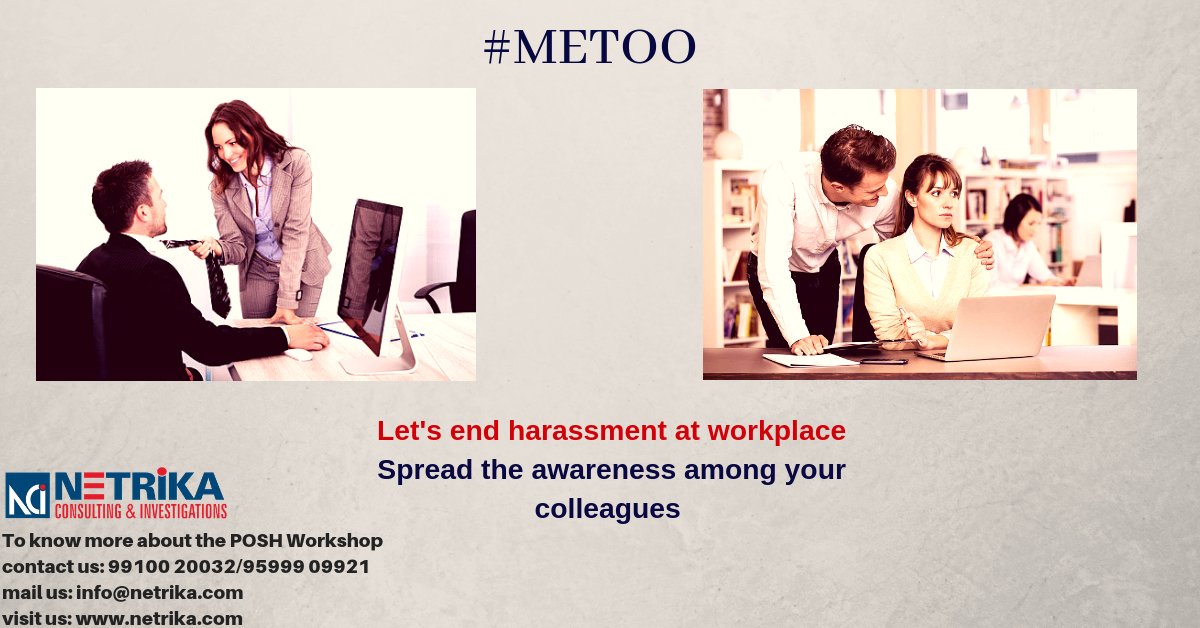 #METOO
Let's end harassment at workplace
Spread the awareness among your
colleagues
NCI NETRIKA
CONSULTING & INVESTIGATIONS
To know more about the POSH Workshop
contact us: 99100 20032/95999 09921
mail us: info@netrika.com
visit us: www.netrika.com